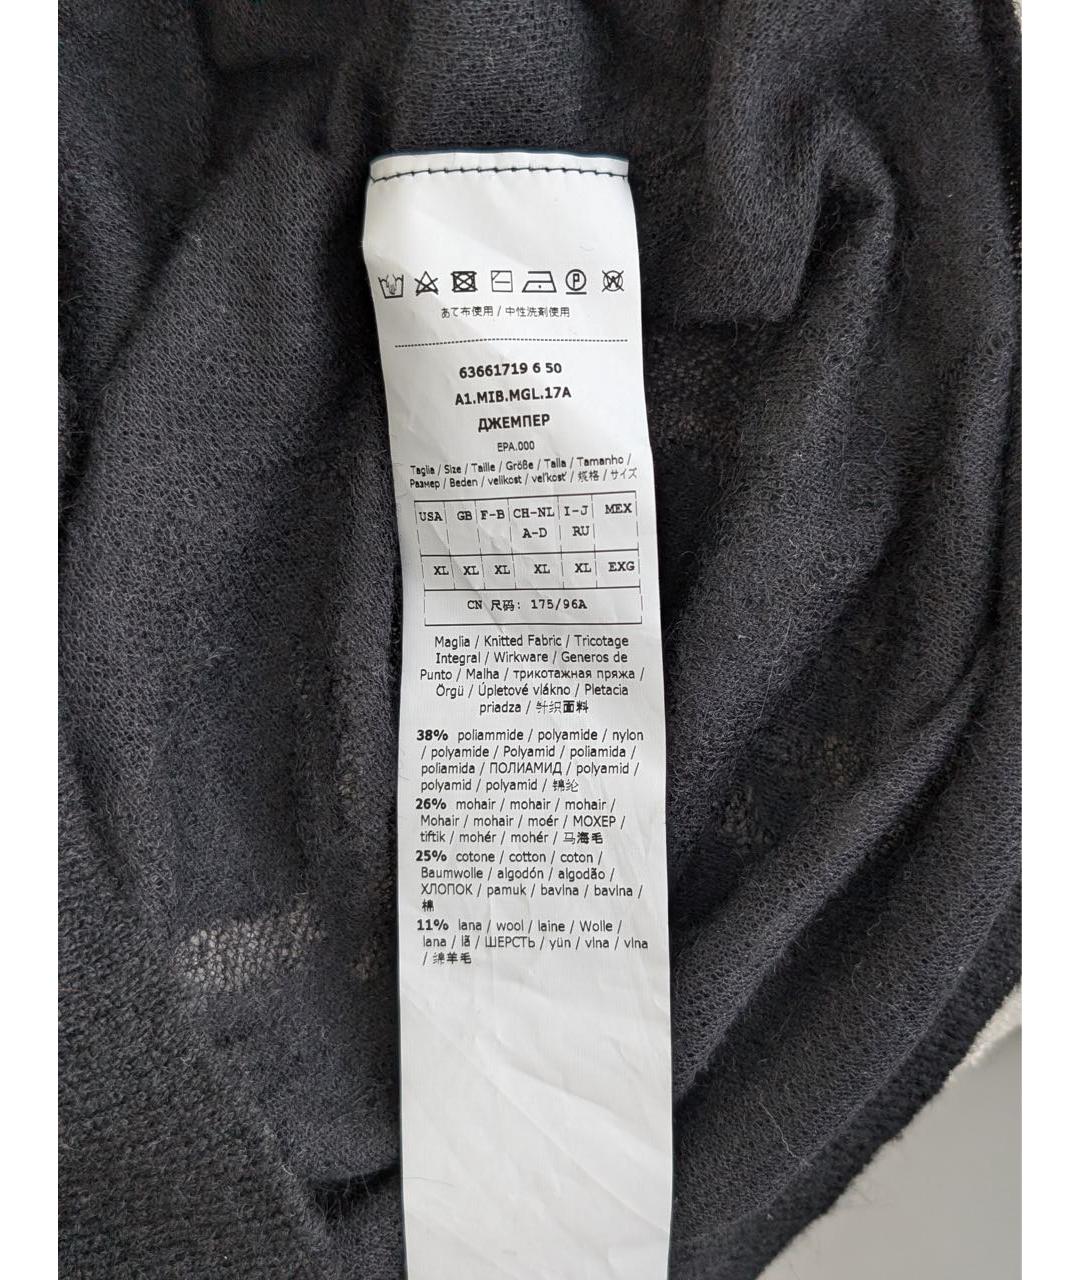 あて布使用 / 中性洗剤使用
63661719 6 50
A1.MIB.MGL.17A
ДЖЕМПЕР
EPA.000
Taglia / Size / Taille / Größe / Talla / Tamanho /
Размер / Beden / velikost / veľkosť / 规格 / サイズ
USA GB F-B CH-NL I-J MEX
A-D RU
XL XL XL XL XL EXG
CN 尺码: 175/96A
Maglia / Knitted Fabric / Tricotage
Integral / Wirkware / Generos de
Punto / Malha / трикотажная пряжа /
Örgü / Úpletové vlákno / Pletacia
priadza / 针织面料
38% poliammide / polyamide / nylon
/ polyamide / Polyamid / poliamida /
poliamida / ПОЛИАМИД / polyamid /
polyamid / polyamid / 锦纶
26% mohair / mohair / mohair /
Mohair / mohair / moér / МОХЕР /
tiftik / mohér / mohér / 马海毛
25% cotone / cotton / coton /
Baumwolle / algodón / algodão /
ХЛОПОК / pamuk / bavlna / bavlna /
棉
11% lana / wool / laine / Wolle /
lana / lã / ШЕРСТЬ / yün / vlna / vlna
/ 绵羊毛